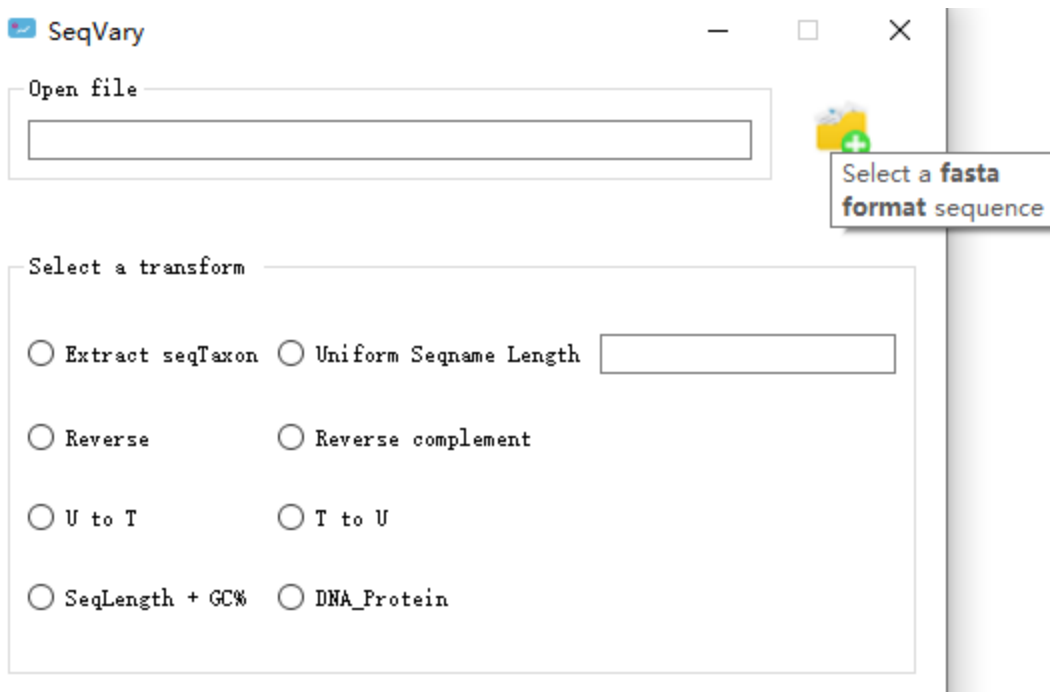 SeqVary
Open file
Select a fasta
format sequence
Select a transform
Extract seqTaxon
Uniform Seqname Length
Reverse
Reverse complement
U to T
T to U
SeqLength + GC%
DNA_Protein